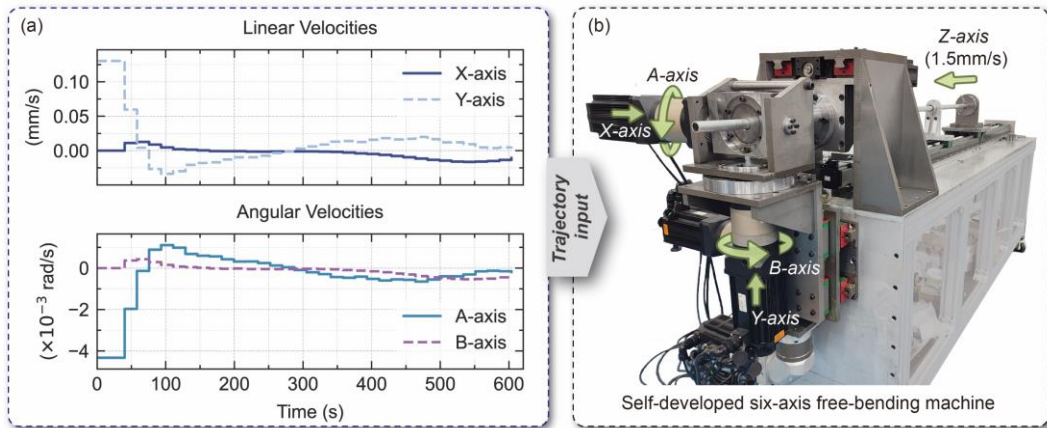 (a)
Linear Velocities
(mm/s)
0.10
0.05
0.00
X-axis
Y-axis
Angular Velocities
(×10⁻³ rad/s)
0
−2
−4
A-axis
B-axis
0 100 200 300 400 500 600
Time (s)
Trajectory
input
(b)
Z-axis
(1.5mm/s)
A-axis
X-axis
B-axis
Y-axis
Self-developed six-axis free-bending machine